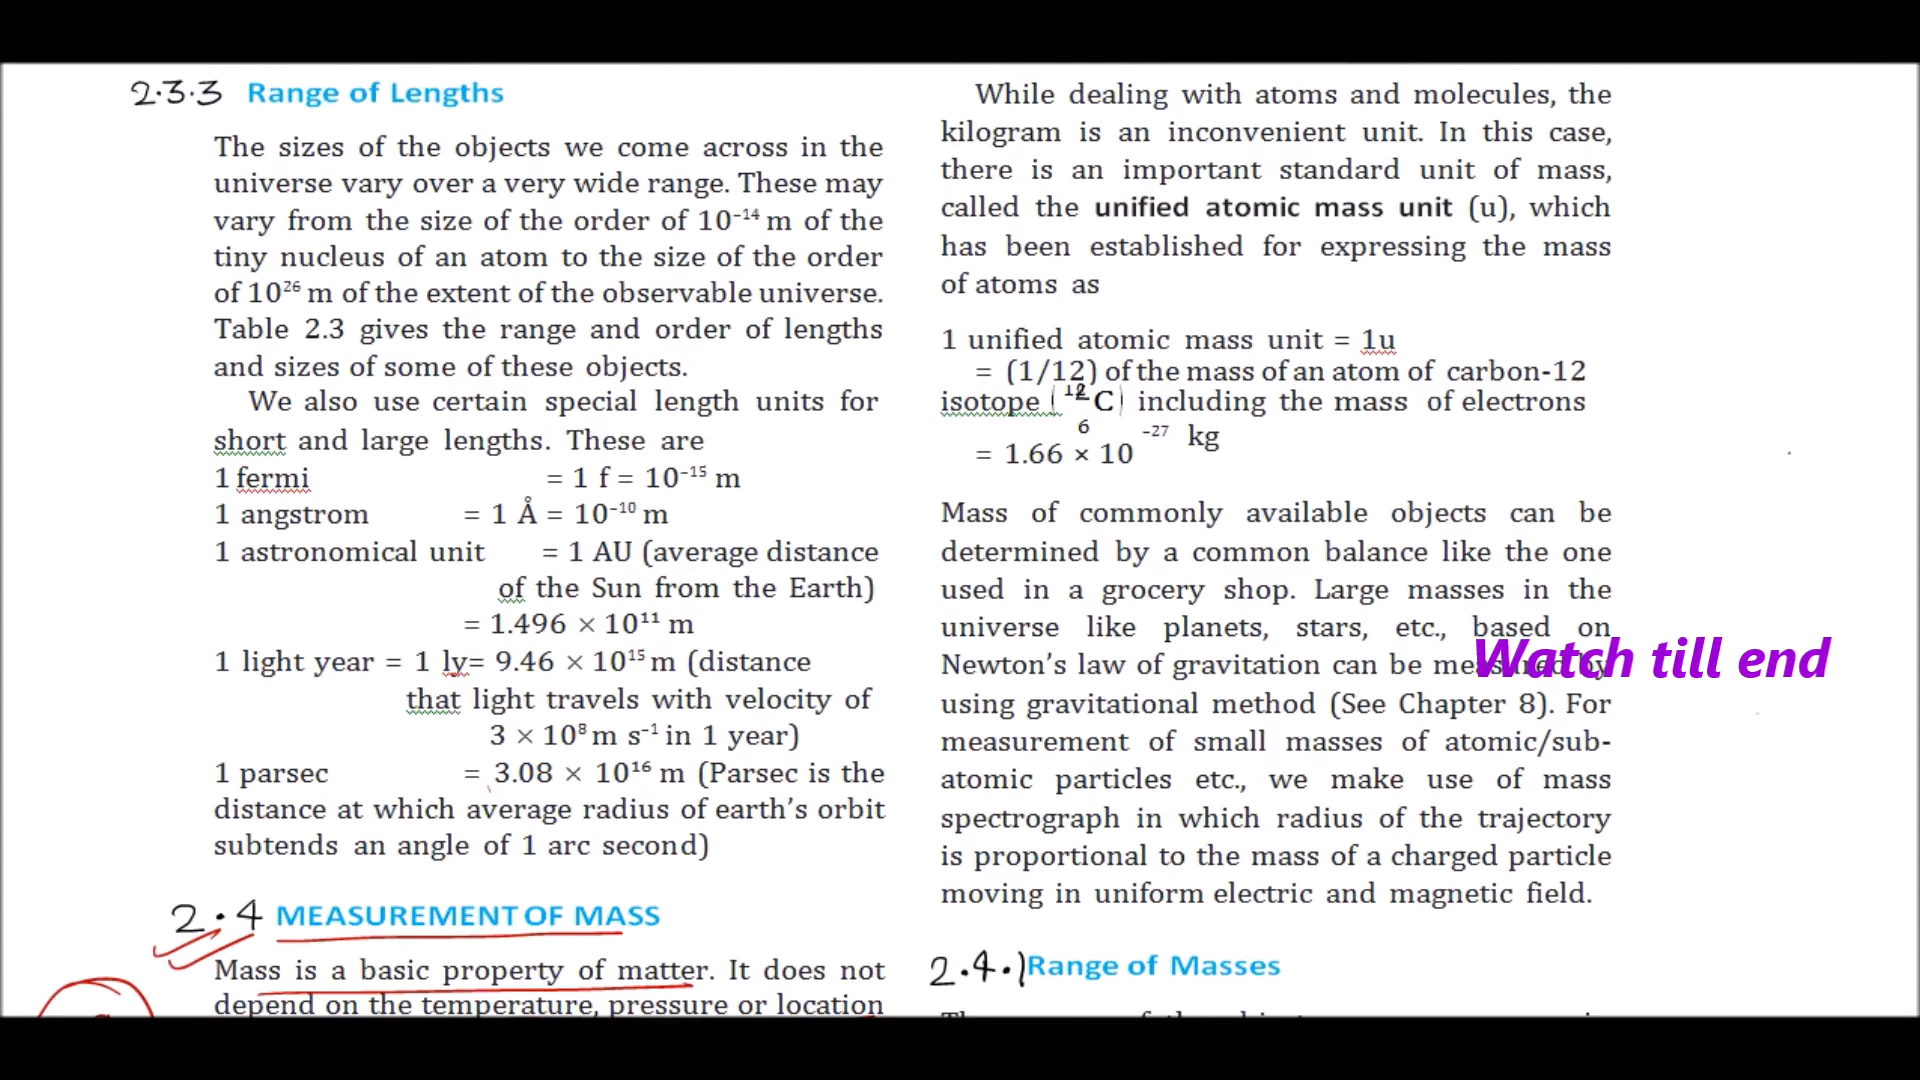 2.3.3 Range of Lengths
The sizes of the objects we come across in the
universe vary over a very wide range. These may
vary from the size of the order of 10⁻¹⁴ m of the
tiny nucleus of an atom to the size of the order
of 10²⁶ m of the extent of the observable universe.
Table 2.3 gives the range and order of lengths
and sizes of some of these objects.
We also use certain special length units for
short and large lengths. These are
1 fermi = 1 f = 10⁻¹⁵ m
1 angstrom = 1 Å = 10⁻¹⁰ m
1 astronomical unit = 1 AU (average distance
of the Sun from the Earth)
= 1.496 × 10¹¹ m
1 light year = 1 ly= 9.46 × 10¹⁵ m (distance
that light travels with velocity of
3 × 10⁸ m s⁻¹ in 1 year)
1 parsec = 3.08 × 10¹⁶ m (Parsec is the
distance at which average radius of earth's orbit
subtends an angle of 1 arc second)
2.4 MEASUREMENT OF MASS
Mass is a basic property of matter. It does not
depend on the temperature, pressure or location
While dealing with atoms and molecules, the
kilogram is an inconvenient unit. In this case,
there is an important standard unit of mass,
called the unified atomic mass unit (u), which
has been established for expressing the mass
of atoms as
1 unified atomic mass unit = 1u
= (1/12) of the mass of an atom of carbon-12
isotope (¹²₆C) including the mass of electrons
= 1.66 × 10⁻²⁷ kg
Mass of commonly available objects can be
determined by a common balance like the one
used in a grocery shop. Large masses in the
universe like planets, stars, etc., based on
Newton's law of gravitation can be measured by
using gravitational method (See Chapter 8). For
measurement of small masses of atomic/sub-
atomic particles etc., we make use of mass
spectrograph in which radius of the trajectory
is proportional to the mass of a charged particle
moving in uniform electric and magnetic field.
2.4.1 Range of Masses
Watch till end